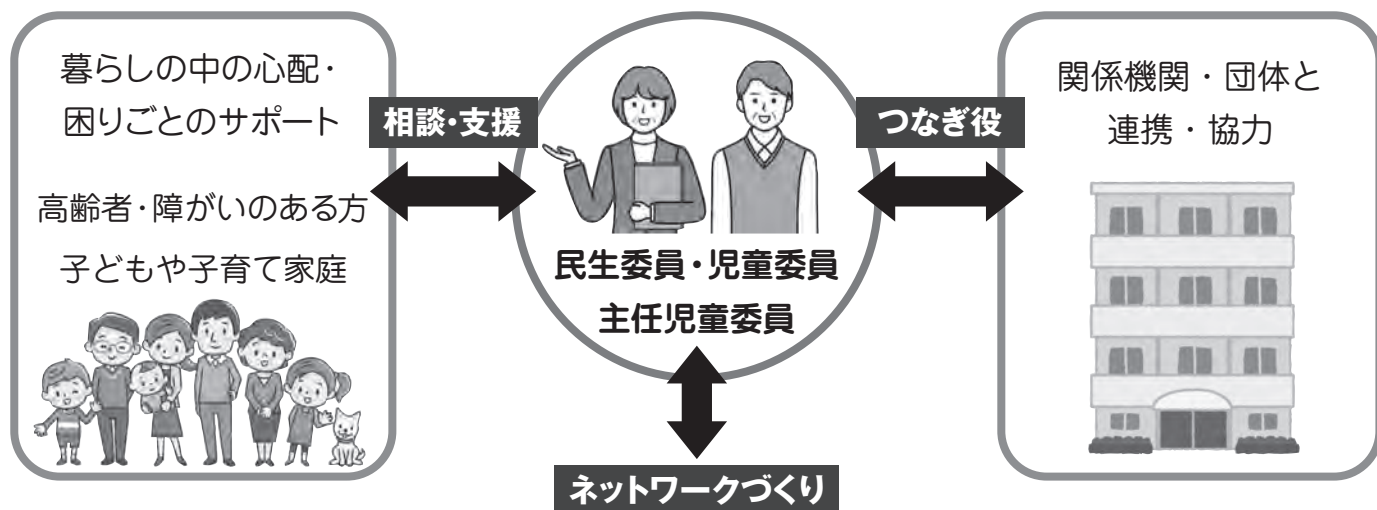 暮らしの中の心配・
困りごとのサポート
高齢者・障がいのある方
子どもや子育て家庭
相談・支援
民生委員・児童委員
主任児童委員
つなぎ役
関係機関・団体と
連携・協力
ネットワークづくり